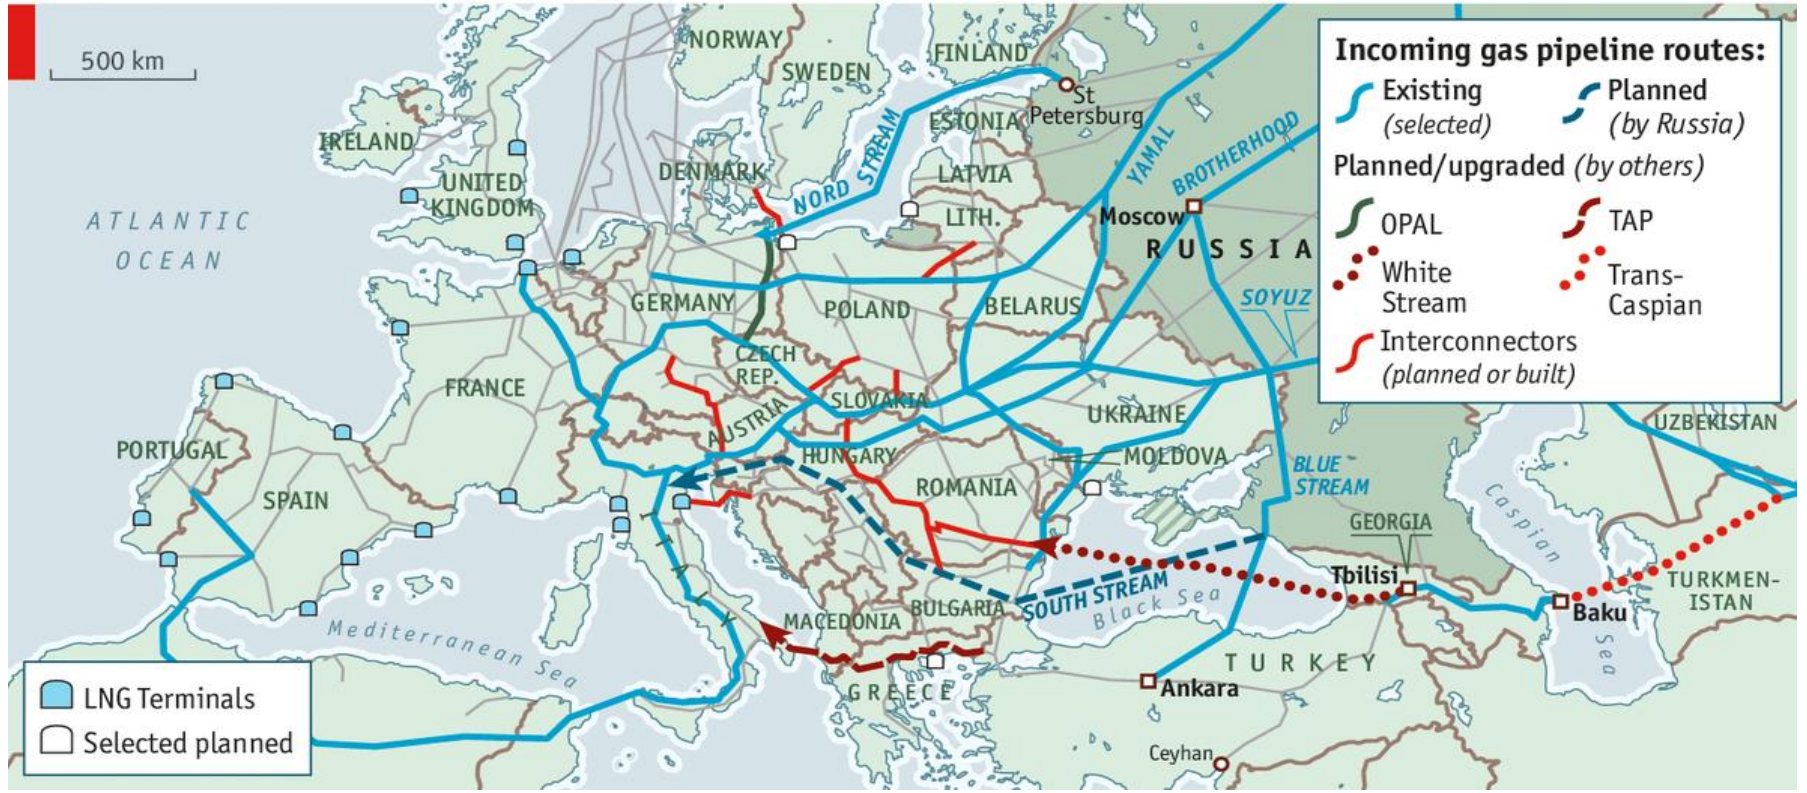 500 km
NORWAY
SWEDEN
FINLAND
St
Petersburg
ESTONIA
IRELAND
UNITED
KINGDOM
DENMARK
NORD STREAM
LATVIA
LITH.
YAMAL
BROTHERHOOD
Moscow
RUSSIA
ATLANTIC
OCEAN
GERMANY
POLAND
BELARUS
SOYUZ
CZECH
REP.
FRANCE
SLOVAKIA
AUSTRIA
UKRAINE
PORTUGAL
SPAIN
HUNGARY
MOLDOVA
ROMANIA
BLUE
STREAM
UZBEKISTAN
Caspian
Sea
GEORGIA
Tbilisi
Baku
TURKMEN-
ISTAN
ITALY
SOUTH STREAM
Black Sea
MACEDONIA
BULGARIA
Mediterranean Sea
GREECE
TURKEY
Ankara
Ceyhan
Incoming gas pipeline routes:
Existing
(selected)
Planned
(by Russia)
Planned/upgraded (by others)
OPAL
TAP
White
Stream
Trans-
Caspian
Interconnectors
(planned or built)
LNG Terminals
Selected planned